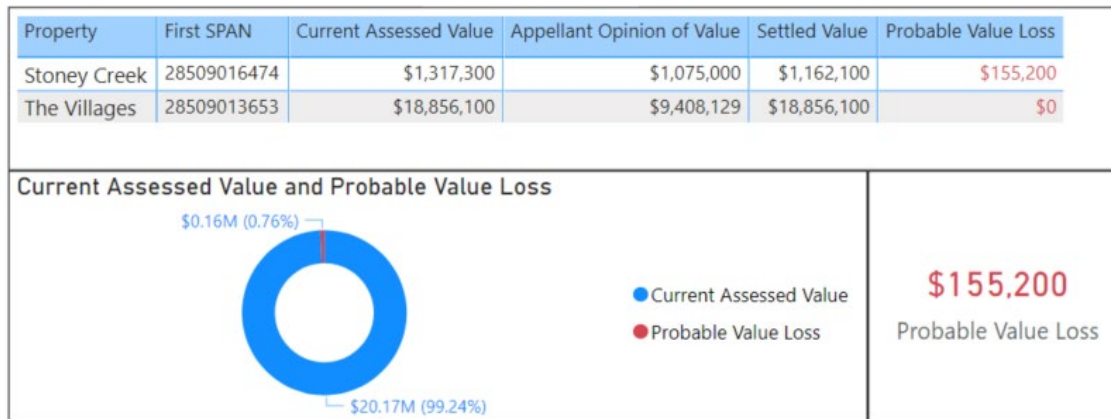 Property First SPAN Current Assessed Value Appellant Opinion of Value Settled Value Probable Value Loss
Stoney Creek 28509016474 $1,317,300 $1,075,000 $1,162,100 $155,200
The Villages 28509013653 $18,856,100 $9,408,129 $18,856,100 $0
Current Assessed Value and Probable Value Loss
$0.16M (0.76%)
$20.17M (99.24%)
Current Assessed Value
Probable Value Loss
$155,200
Probable Value Loss